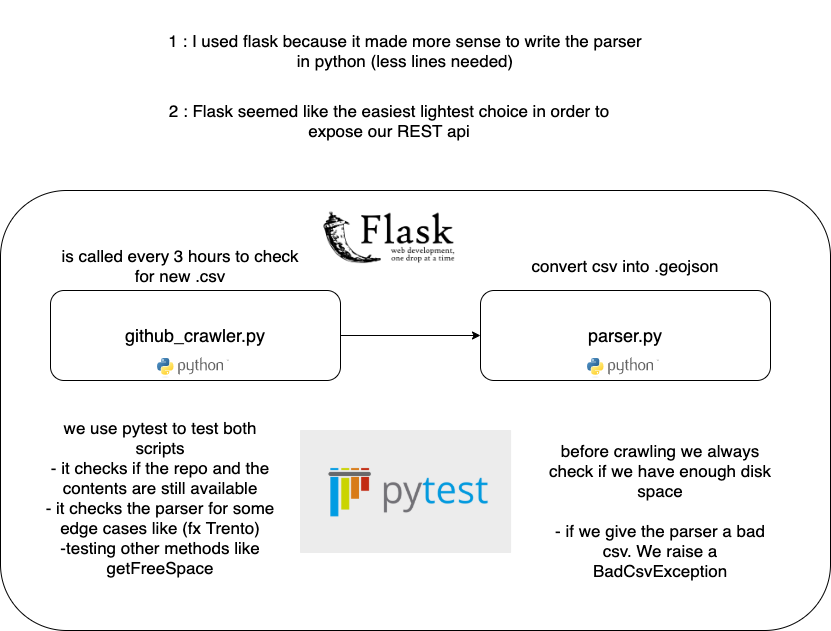 1 : I used flask because it made more sense to write the parser
in python (less lines needed)
2 : Flask seemed like the easiest lightest choice in order to
expose our REST api
Flask
web development,
one drop at a time
is called every 3 hours to check
for new .csv
convert csv into .geojson
github_crawler.py
python
parser.py
python
we use pytest to test both
scripts
- it checks if the repo and the
contents are still available
- it checks the parser for some
edge cases like (fx Trento)
-testing other methods like
getFreeSpace
pytest
before crawling we always
check if we have enough disk
space
- if we give the parser a bad
csv. We raise a
BadCsvException